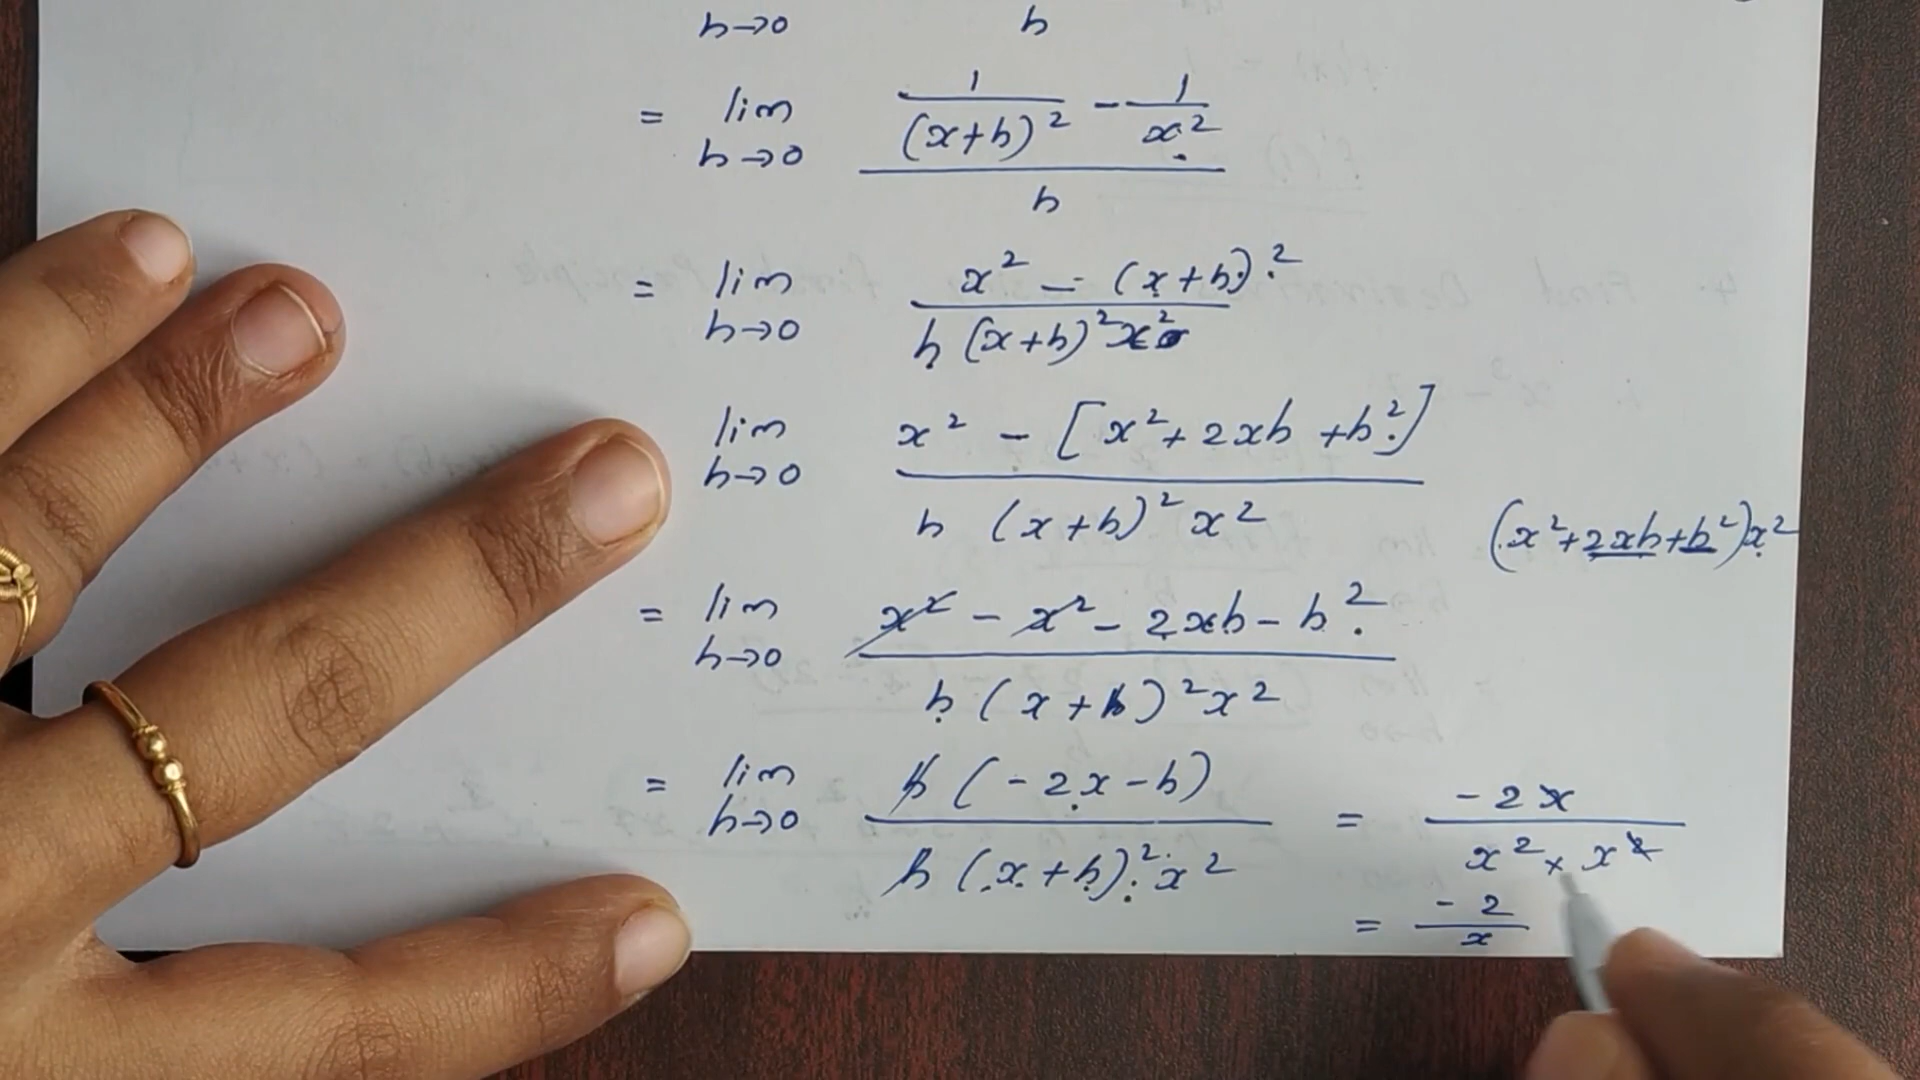 h→0 h
= lim h→0 (1/(x+h)² - 1/x²) / h
= lim h→0 (x² - (x+h)²) / (h (x+h)² x²)
lim h→0 (x² - [x² + 2xh + h²]) / (h (x+h)² x²)
(x² + 2xh + h²)x²
= lim h→0 (x² - x² - 2xh - h²) / (h (x+h)² x²)
= lim h→0 h (-2x - h) / (h (x+h)² x²) = -2x / (x² × x²)
= -2 / x